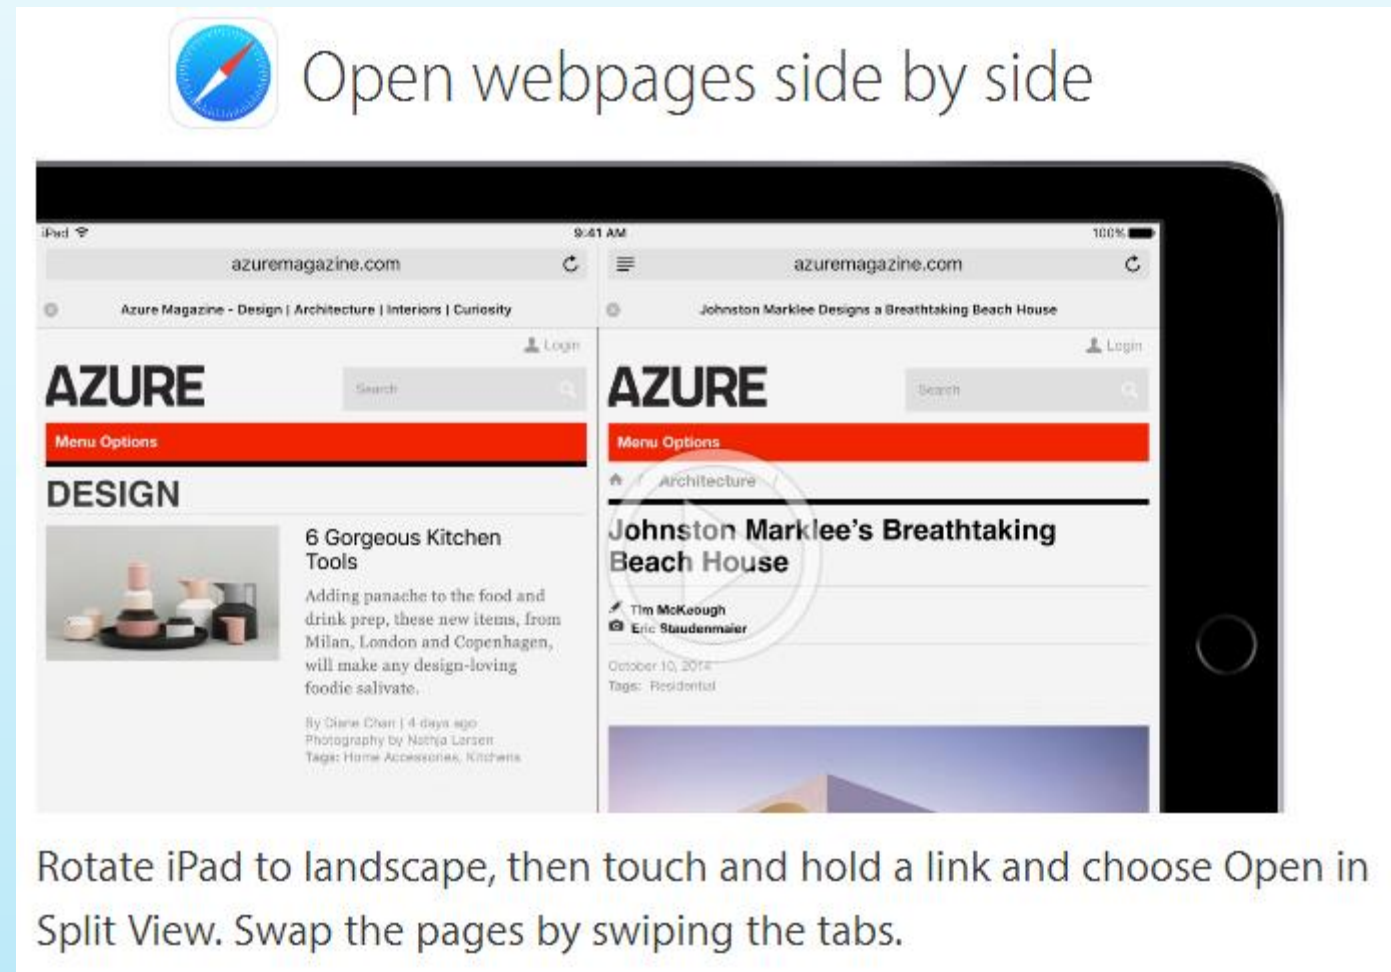 Open webpages side by side
iPad
9:41 AM
100%
azuremagazine.com
azuremagazine.com
Azure Magazine - Design | Architecture | Interiors | Curiosity
Johnston Marklee Designs a Breathtaking Beach House
Login
AZURE
Search
Menu Options
DESIGN
6 Gorgeous Kitchen
Tools
Adding panache to the food and
drink prep, these new items, from
Milan, London and Copenhagen,
will make any design-loving
foodie salivate.
By Diane Chan | 4 days ago
Photography by Nathja Larsen
Tags: Home Accessories, Kitchens
Login
AZURE
Search
Menu Options
/ Architecture /
Johnston Marklee's Breathtaking
Beach House
Tim McKeough
Eric Staudenmaier
October 10, 2014
Tags: Residential
Rotate iPad to landscape, then touch and hold a link and choose Open in
Split View. Swap the pages by swiping the tabs.